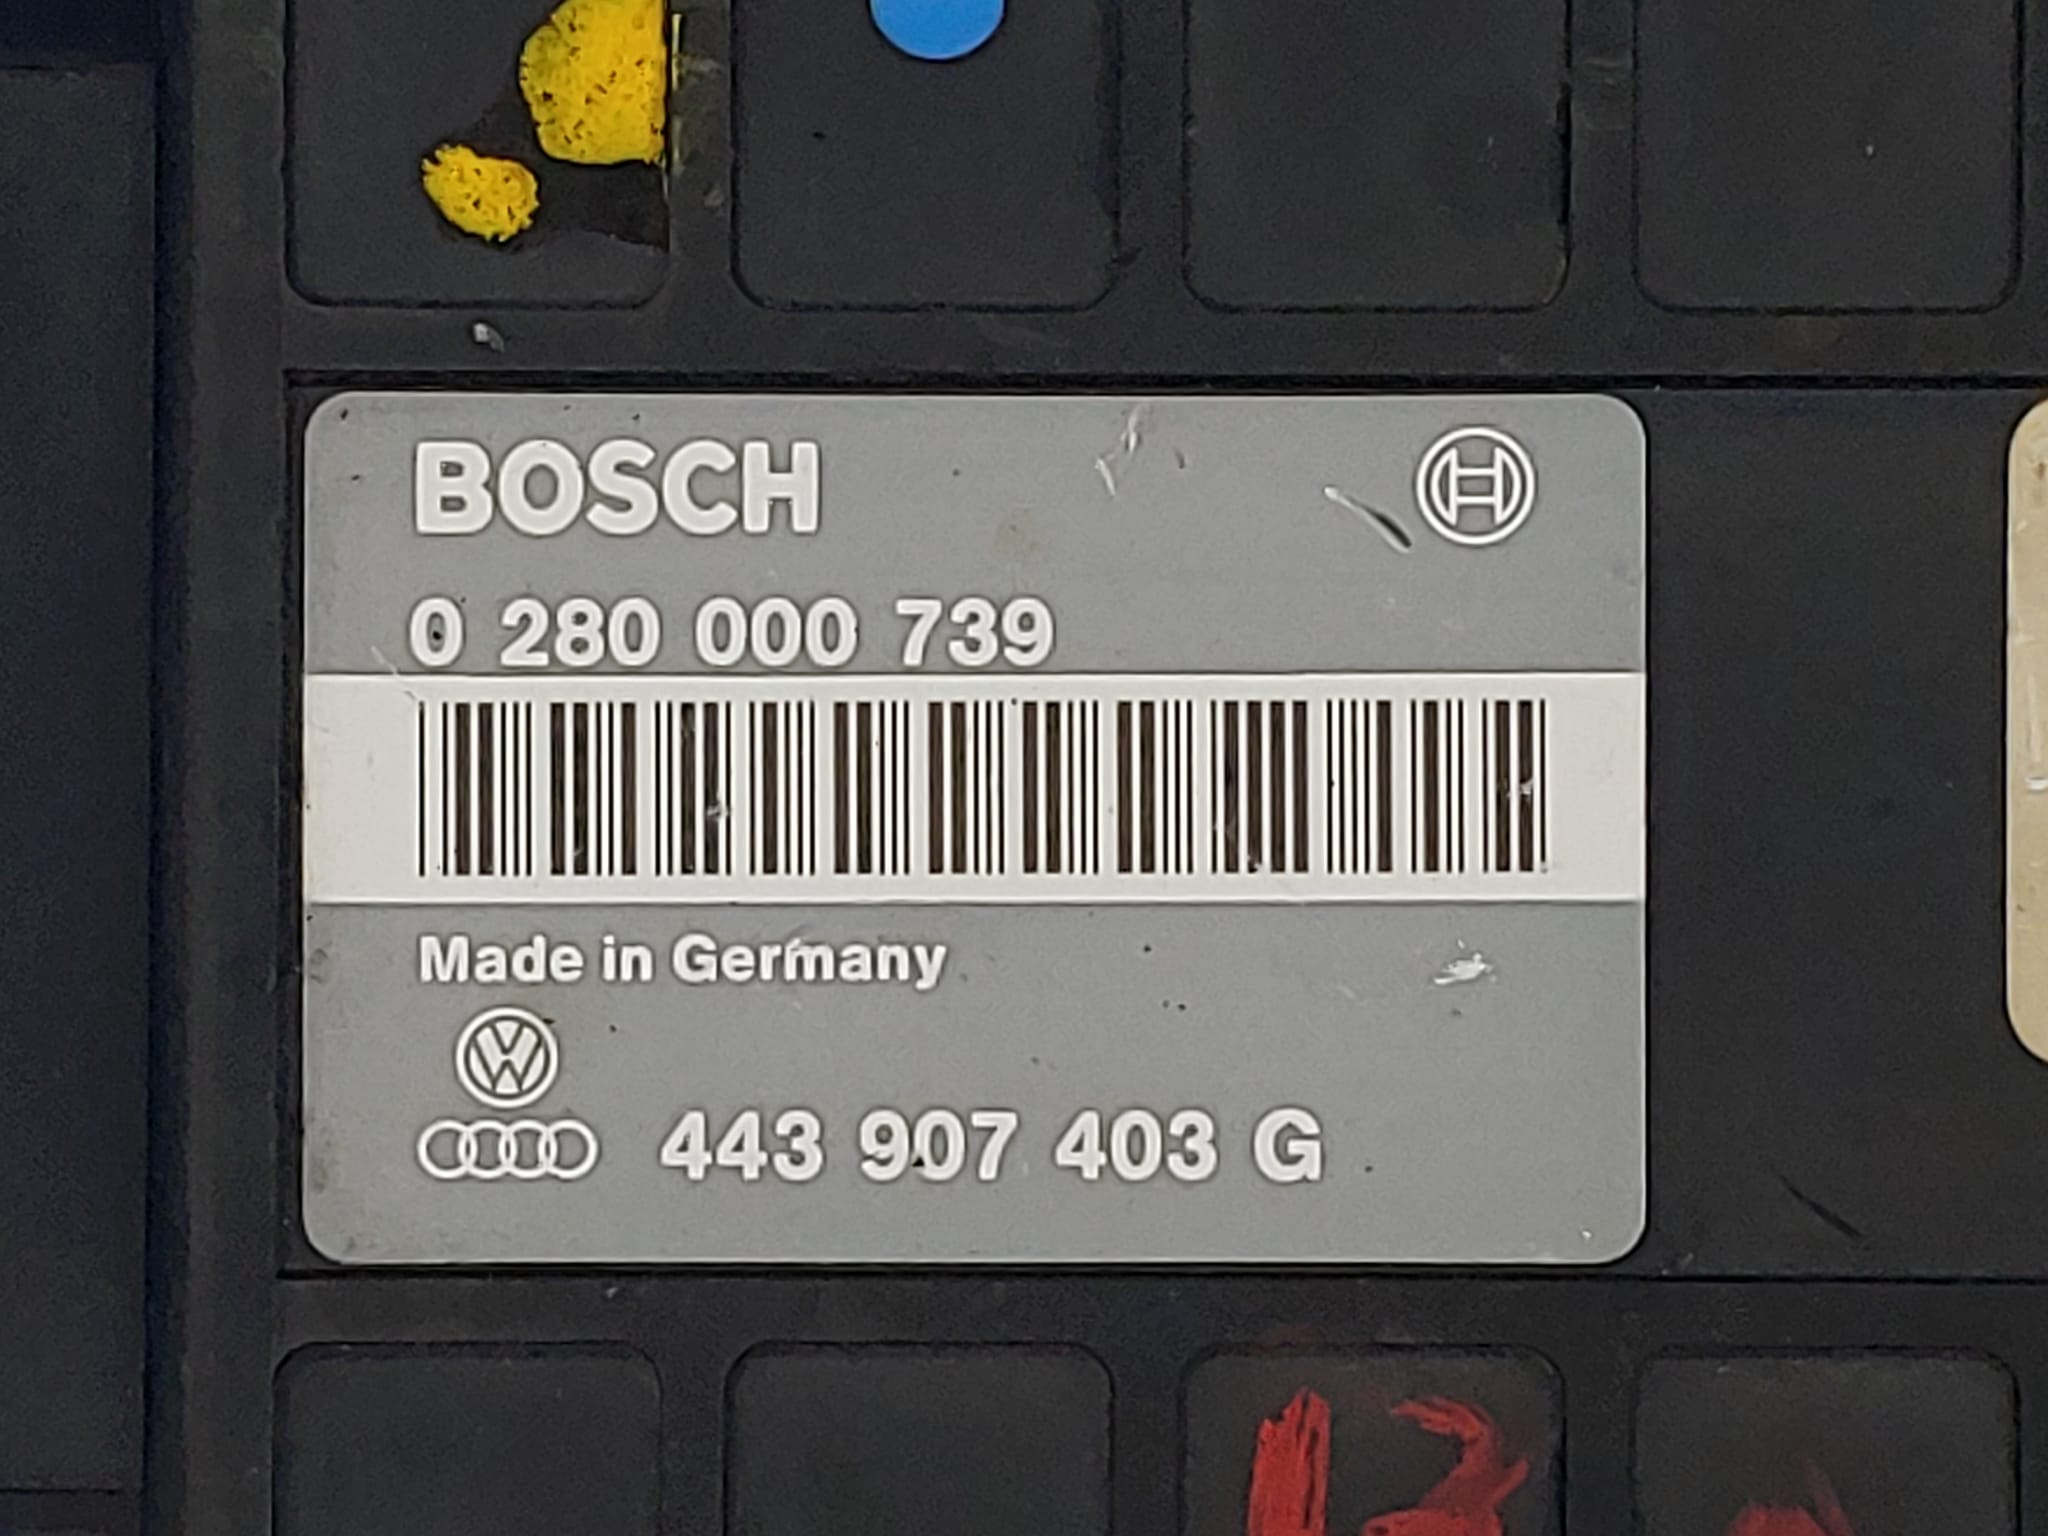 BOSCH
0 280 000 739
Made in Germany
443 907 403 G